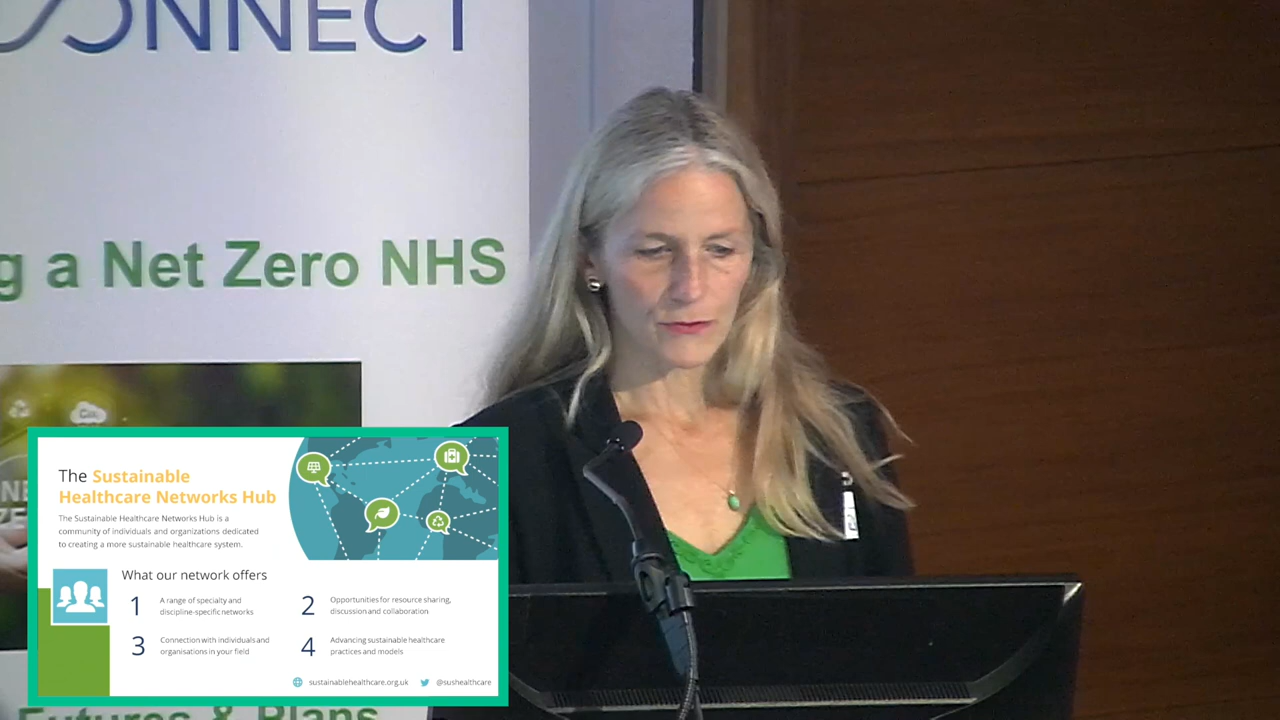 ONNECT
g a Net Zero NHS
The Sustainable
Healthcare Networks Hub
The Sustainable Healthcare Networks Hub is a
community of individuals and organizations dedicated
to creating a more sustainable healthcare system.
What our network offers
1 A range of specialty and
discipline-specific networks
2 Opportunities for resource sharing,
discussion and collaboration
3 Connection with individuals and
organisations in your field
4 Advancing sustainable healthcare
practices and models
sustainablehealthcare.org.uk @sushealthcare
Futures & Plans